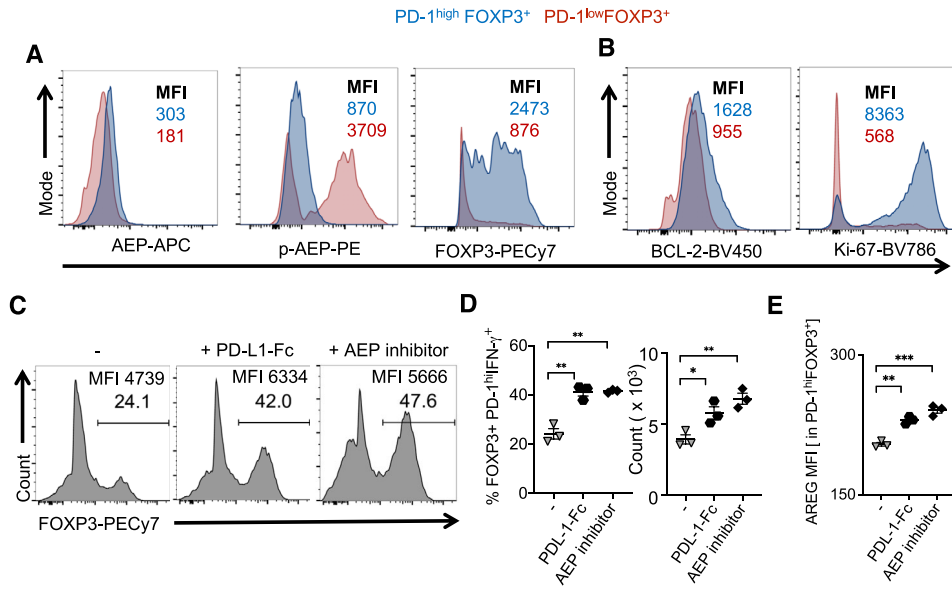 PD-1high FOXP3+ PD-1lowFOXP3+
A
Mode
MFI
303
181
AEP-APC
MFI
870
3709
p-AEP-PE
MFI
2473
876
FOXP3-PECy7
B
Mode
MFI
1628
955
BCL-2-BV450
MFI
8363
568
Ki-67-BV786
C
Count
-
MFI 4739
24.1
+ PD-L1-Fc
MFI 6334
42.0
+ AEP inhibitor
MFI 5666
47.6
FOXP3-PECy7
D
% FOXP3+ PD-1hiIFN-γ+
60
40
20
0
**
**
-
PDL-1-Fc
AEP inhibitor
Count ( x 103)
10
5
0
**
*
-
PDL-1-Fc
AEP inhibitor
E
AREG MFI [ in PD-1hiFOXP3+]
300
150
***
**
-
PDL-1-Fc
AEP inhibitor